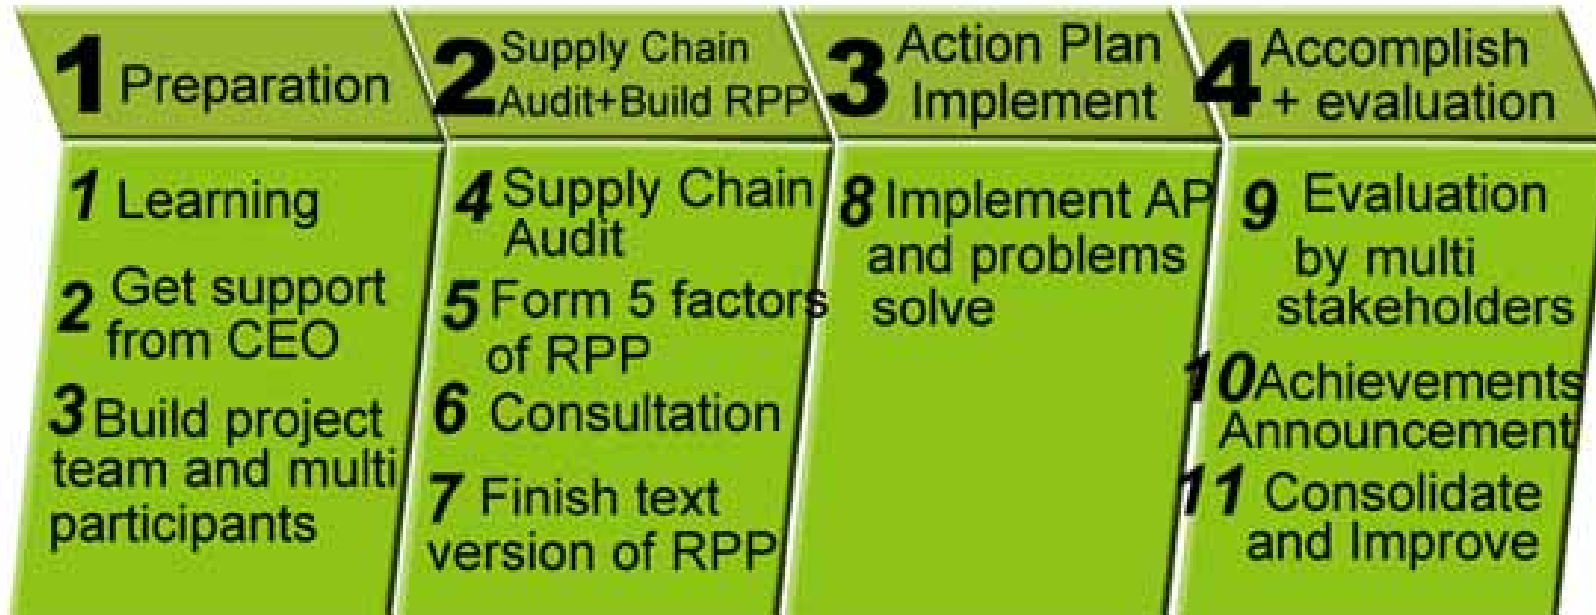 1 Preparation
1 Learning
2 Get support
from CEO
3 Build project
team and multi
participants
2 Supply Chain
Audit+Build RPP
4 Supply Chain
Audit
5 Form 5 factors
of RPP
6 Consultation
7 Finish text
version of RPP
3 Action Plan
Implement
8 Implement AP
and problems
solve
4 Accomplish
+ evaluation
9 Evaluation
by multi
stakeholders
10 Achievements
Announcement
11 Consolidate
and Improve